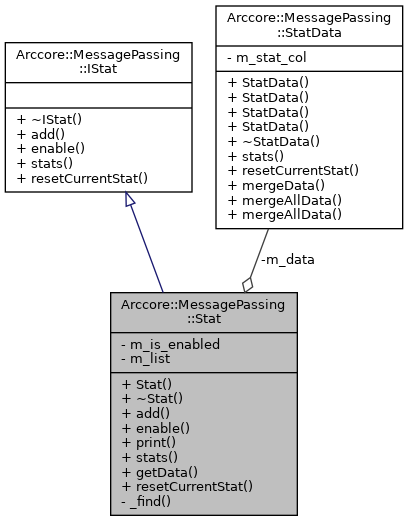 Arccore::MessagePassing
::IStat
+ ~IStat()
+ add()
+ enable()
+ stats()
+ resetCurrentStat()
Arccore::MessagePassing
::StatData
- m_stat_col
+ StatData()
+ StatData()
+ StatData()
+ StatData()
+ ~StatData()
+ stats()
+ resetCurrentStat()
+ mergeData()
+ mergeAllData()
+ mergeAllData()
-m_data
Arccore::MessagePassing
::Stat
- m_is_enabled
- m_list
+ Stat()
+ ~Stat()
+ add()
+ enable()
+ print()
+ stats()
+ getData()
+ resetCurrentStat()
- _find()